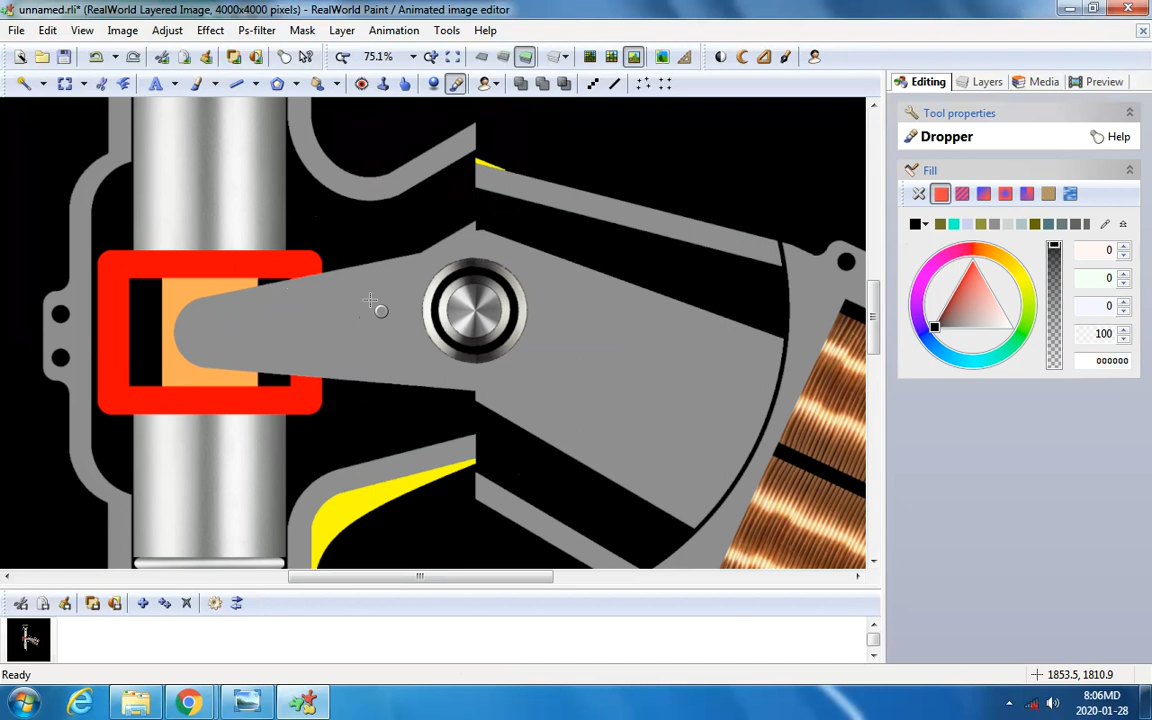 unnamed.rli* (RealWorld Layered Image, 4000x4000 pixels) - RealWorld Paint / Animated image editor
File Edit View Image Adjust Effect Ps-filter Mask Layer Animation Tools Help
75.1%
Editing Layers Media Preview
Tool properties
Dropper Help
Fill
0
0
0
100
000000
Ready
1853.5, 1810.9
8:06MD
2020-01-28